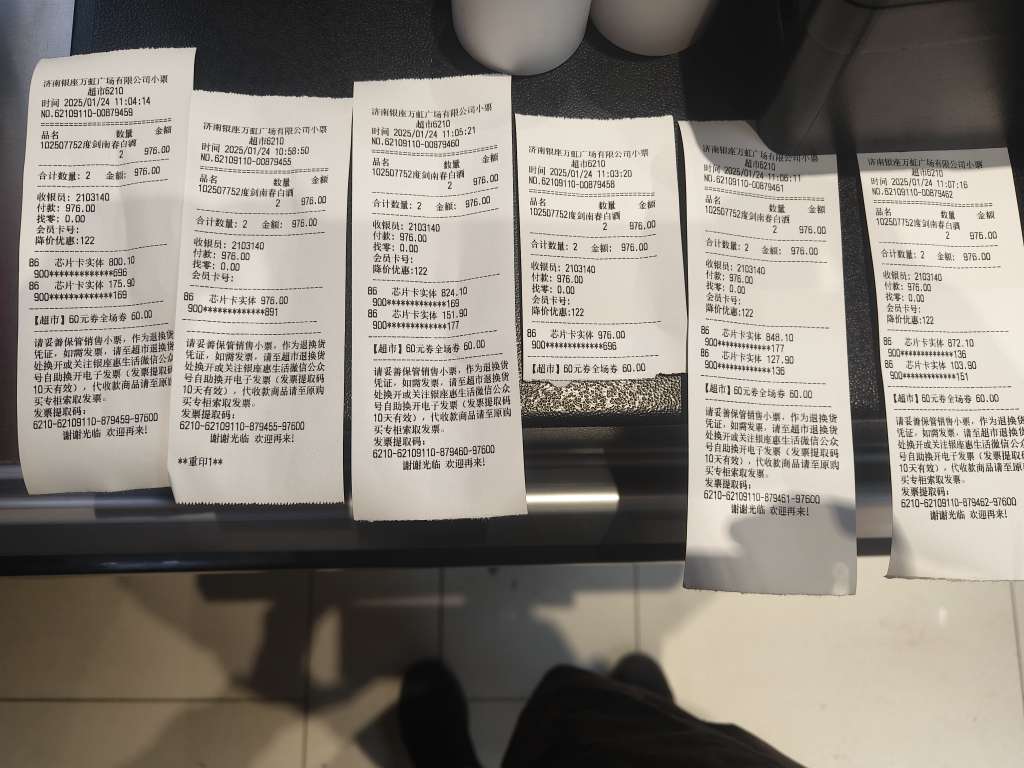 济南银座万虹广场有限公司小票
超市6210
时间 2025/01/24 11:04:14
NO.62109110-00879459
品名 数量 金额
102507752度剑南春白酒
2 976.00
合计数量: 2 金额: 976.00
收银员: 2103140
付款: 976.00
找零: 0.00
会员卡号:
降价优惠:122
86 芯片卡实体 800.10
900*************696
86 芯片卡实体 175.90
900*************169
【超市】60元券全场券 60.00
请妥善保管销售小票，作为退换货
凭证，如需发票，请至超市退换货
处换开或关注银座惠生活微信公众
号自助换开电子发票（发票提取码
10天有效），代收款商品请至原购
买专柜索取发票。
发票提取码:
6210-62109110-879459-97600
谢谢光临 欢迎再来!
济南银座万虹广场有限公司小票
超市6210
时间 2025/01/24 10:58:50
NO.62109110-00879455
品名 数量 金额
102507752度剑南春白酒
2 976.00
合计数量: 2 金额: 976.00
收银员: 2103140
付款: 976.00
找零: 0.00
会员卡号:
86 芯片卡实体 976.00
900*************891
请妥善保管销售小票，作为退换货
凭证，如需发票，请至超市退换货
处换开或关注银座惠生活微信公众
号自助换开电子发票（发票提取码
10天有效），代收款商品请至原购
买专柜索取发票。
发票提取码:
6210-62109110-879455-97600
谢谢光临 欢迎再来!
**重印1**
济南银座万虹广场有限公司小票
超市6210
时间 2025/01/24 11:05:21
NO.62109110-00879460
品名 数量 金额
102507752度剑南春白酒
2 976.00
合计数量: 2 金额: 976.00
收银员: 2103140
付款: 976.00
找零: 0.00
会员卡号:
降价优惠:122
86 芯片卡实体 824.10
900*************169
86 芯片卡实体 151.90
900*************177
【超市】60元券全场券 60.00
请妥善保管销售小票，作为退换货
凭证，如需发票，请至超市退换货
处换开或关注银座惠生活微信公众
号自助换开电子发票（发票提取码
10天有效），代收款商品请至原购
买专柜索取发票。
发票提取码:
6210-62109110-879460-97600
谢谢光临 欢迎再来!
济南银座万虹广场有限公司小票
超市6210
时间 2025/01/24 11:03:20
NO.62109110-00879458
品名 数量 金额
102507752度剑南春白酒
2 976.00
合计数量: 2 金额: 976.00
收银员: 2103140
付款: 976.00
找零: 0.00
会员卡号:
降价优惠:122
86 芯片卡实体 976.00
900*************696
【超市】60元券全场券 60.00
济南银座万虹广场有限公司小票
超市6210
时间 2025/01/24 11:06:11
NO.62109110-00879461
品名 数量 金额
102507752度剑南春白酒
2 976.00
合计数量: 2 金额: 976.00
收银员: 2103140
付款: 976.00
找零: 0.00
会员卡号:
降价优惠:122
86 芯片卡实体 848.10
900*************177
86 芯片卡实体 127.90
900*************136
【超市】60元券全场券 60.00
请妥善保管销售小票，作为退换货
凭证，如需发票，请至超市退换货
处换开或关注银座惠生活微信公众
号自助换开电子发票（发票提取码
10天有效），代收款商品请至原购
买专柜索取发票。
发票提取码:
6210-62109110-879461-97600
谢谢光临 欢迎再来!
济南银座万虹广场有限公司小票
超市6210
时间 2025/01/24 11:07:16
NO.62109110-00879462
品名 数量 金额
102507752度剑南春白酒
2 976.00
合计数量: 2 金额: 976.00
收银员: 2103140
付款: 976.00
找零: 0.00
会员卡号:
降价优惠:122
86 芯片卡实体 872.10
900*************136
86 芯片卡实体 103.90
900*************151
【超市】60元券全场券 60.00
请妥善保管销售小票，作为退换货
凭证，如需发票，请至超市退换货
处换开或关注银座惠生活微信公众
号自助换开电子发票（发票提取码
10天有效），代收款商品请至原购
买专柜索取发票。
发票提取码:
6210-62109110-879462-97600
谢谢光临 欢迎再来!